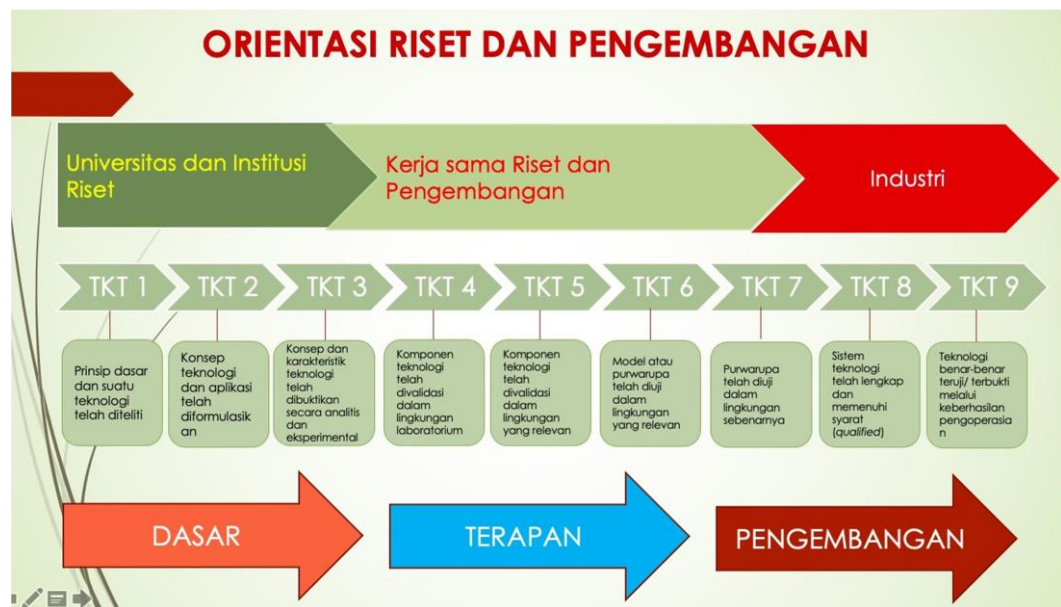 ORIENTASI RISET DAN PENGEMBANGAN
Universitas dan Institusi
Riset
Kerja sama Riset dan
Pengembangan
Industri
TKT 1
TKT 2
TKT 3
TKT 4
TKT 5
TKT 6
TKT 7
TKT 8
TKT 9
Prinsip dasar
dan suatu
teknologi
telah diteliti
Konsep
teknologi
dan aplikasi
telah
diformulasik
an
Konsep dan
karakteristik
teknologi
telah
dibuktikan
secara analitis
dan
eksperimental
Komponen
teknologi
telah
divalidasi
dalam
lingkungan
laboratorium
Komponen
teknologi
telah
divalidasi
dalam
lingkungan
yang relevan
Model atau
purwarupa
telah diuji
dalam
lingkungan
yang relevan
Purwarupa
telah diuji
dalam
lingkungan
sebenarnya
Sistem
teknologi
telah lengkap
dan
memenuhi
syarat
(qualified)
Teknologi
benar-benar
teruji/ terbukti
melalui
keberhasilan
pengoperasia
n
DASAR
TERAPAN
PENGEMBANGAN